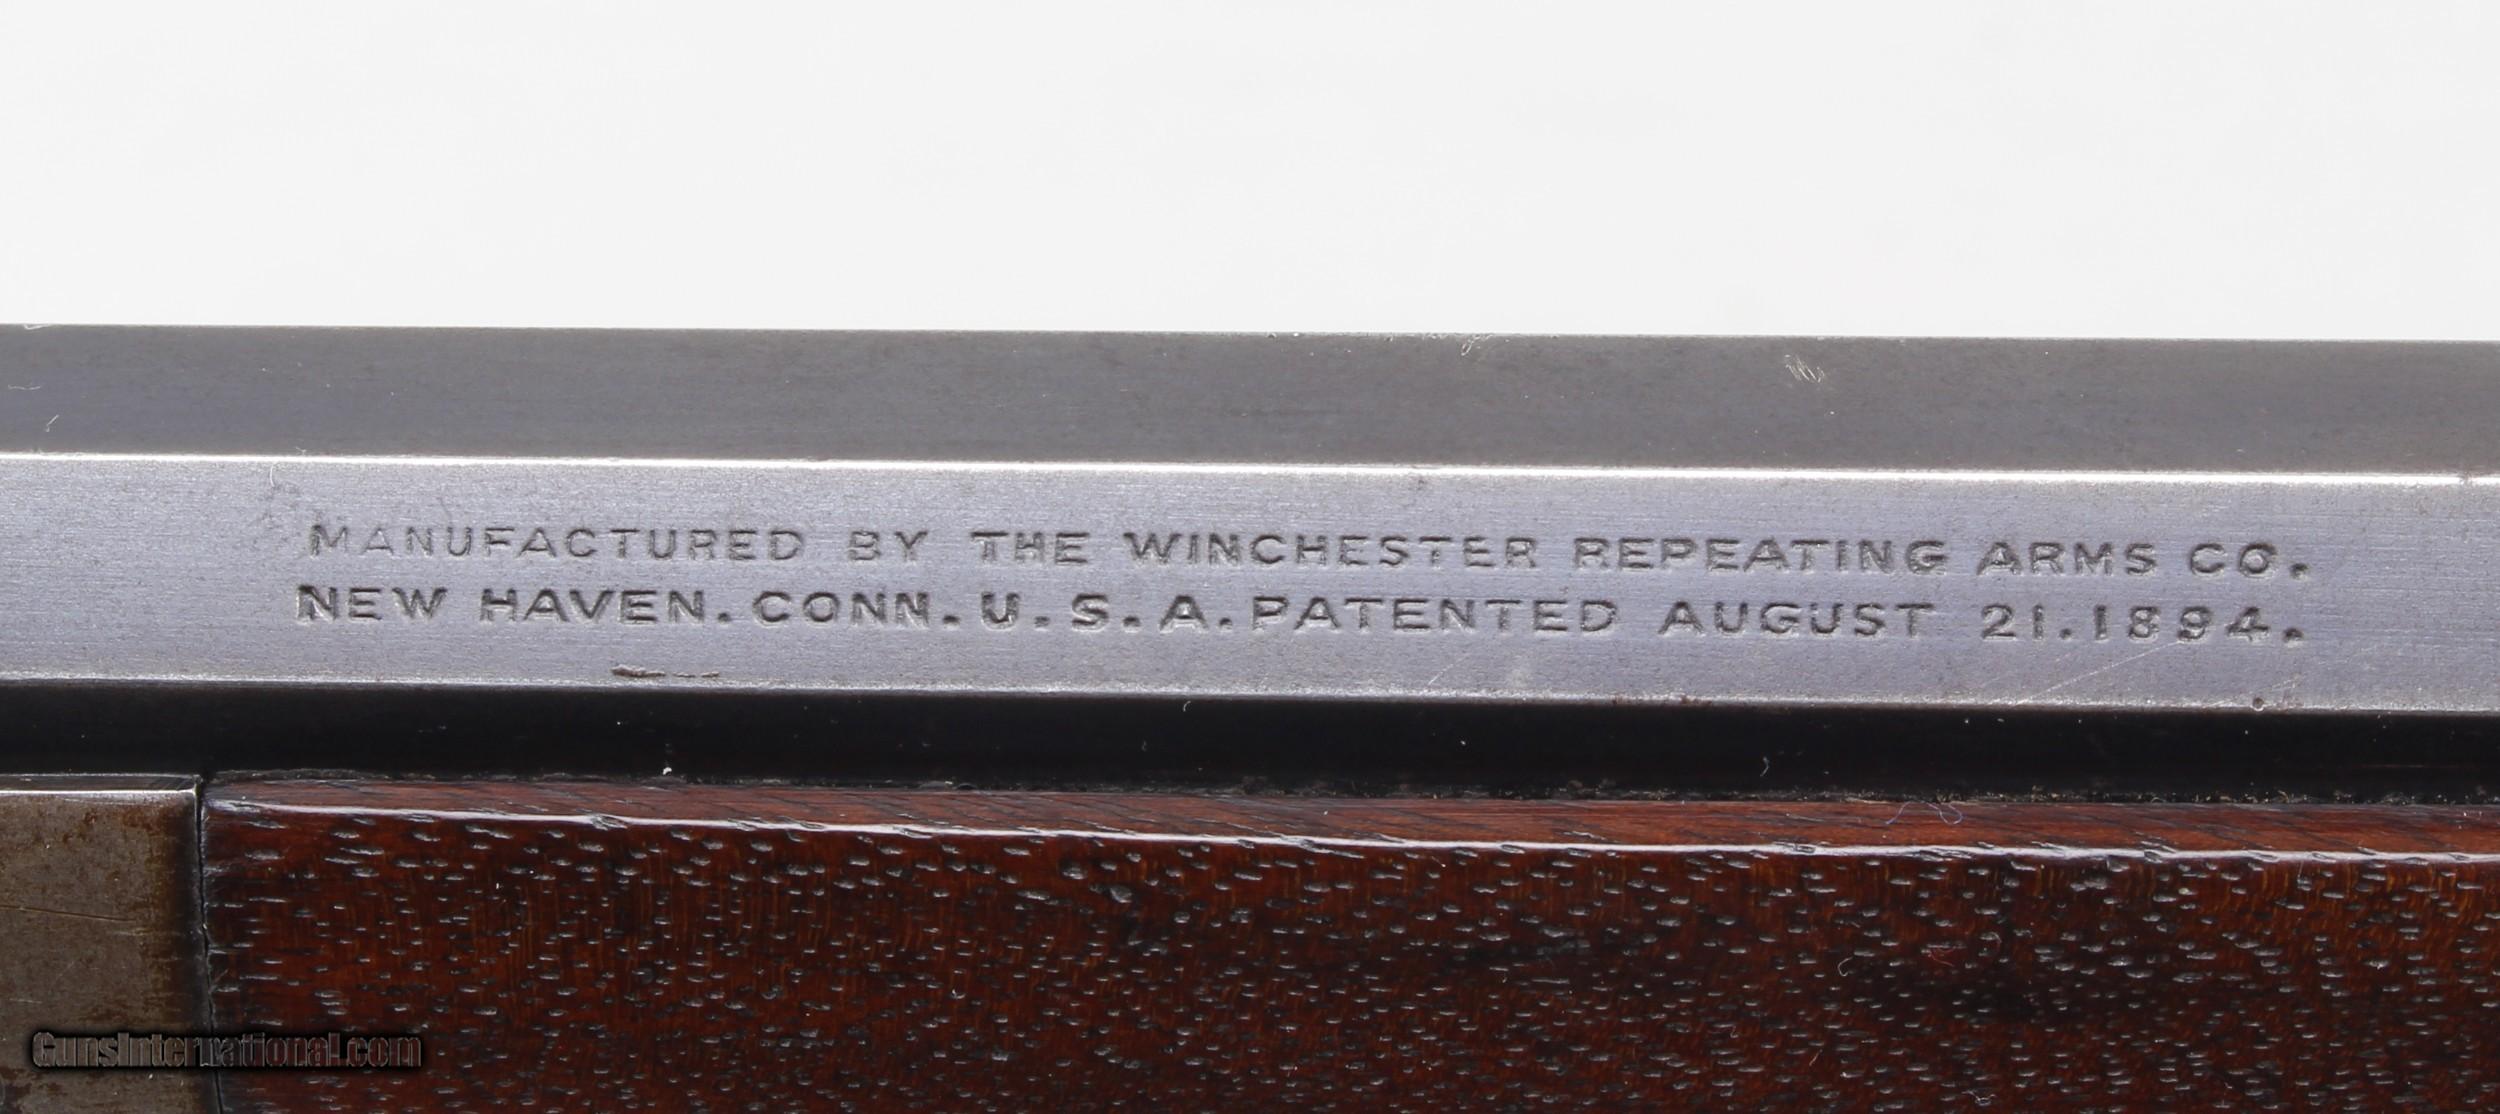 MANUFACTURED BY THE WINCHESTER REPEATING ARMS CO.
NEW HAVEN. CONN. U.S.A. PATENTED AUGUST 21. 1894.
GunsInternational.com